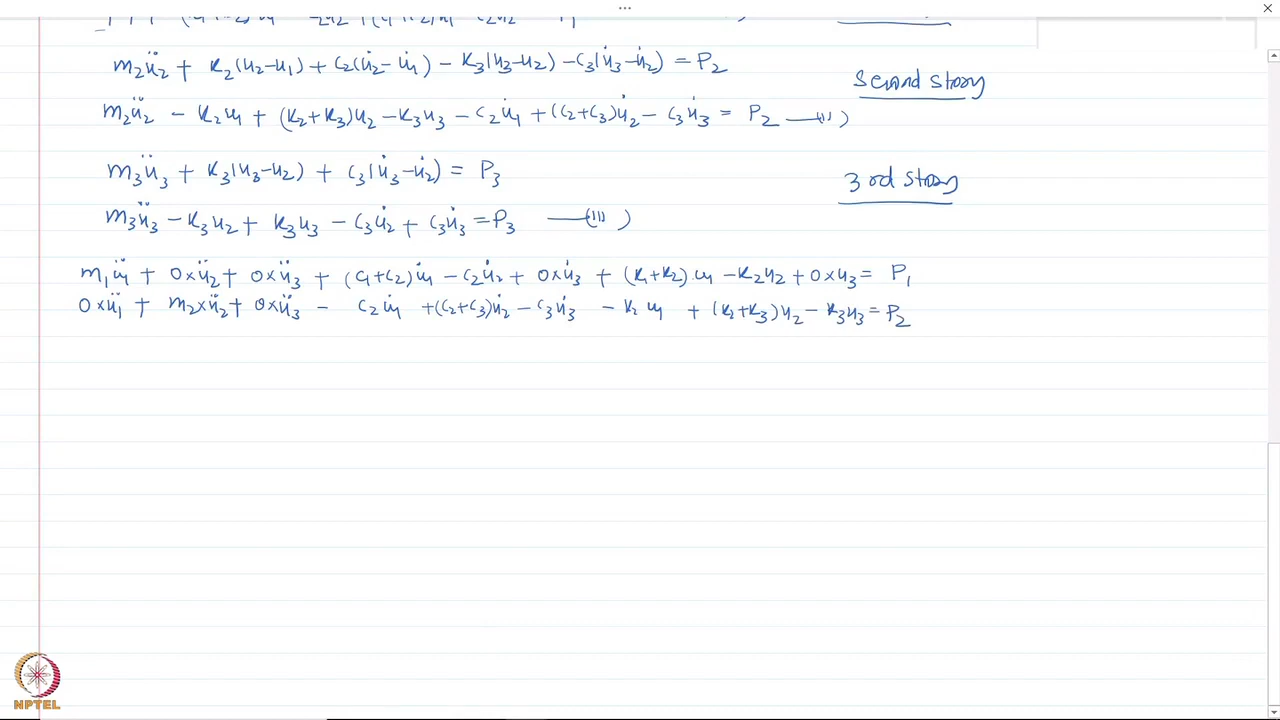 m₂ü₂ + K₂(u₂-u₁) + C₂(u̇₂-u̇₁) - K₃(u₃-u₂) - C₃(u̇₃-u̇₂) = P₂
Second Story
m₂ü₂ - K₂u₁ + (K₂+K₃)u₂ - K₃u₃ - C₂u̇₁ + (C₂+C₃)u̇₂ - C₃u̇₃ = P₂ —(II)
m₃ü₃ + K₃(u₃-u₂) + C₃(u̇₃-u̇₂) = P₃
3rd Story
m₃ü₃ - K₃u₂ + K₃u₃ - C₃u̇₂ + C₃u̇₃ = P₃ —(III)
m₁ü₁ + 0×ü₂ + 0×ü₃ + (C₁+C₂)u̇₁ - C₂u̇₂ + 0×u̇₃ + (K₁+K₂)u₁ - K₂u₂ + 0×u₃ = P₁
0×ü₁ + m₂×ü₂ + 0×ü₃ - C₂u̇₁ + (C₂+C₃)u̇₂ - C₃u̇₃ - K₂u₁ + (K₂+K₃)u₂ - K₃u₃ = P₂
NPTEL